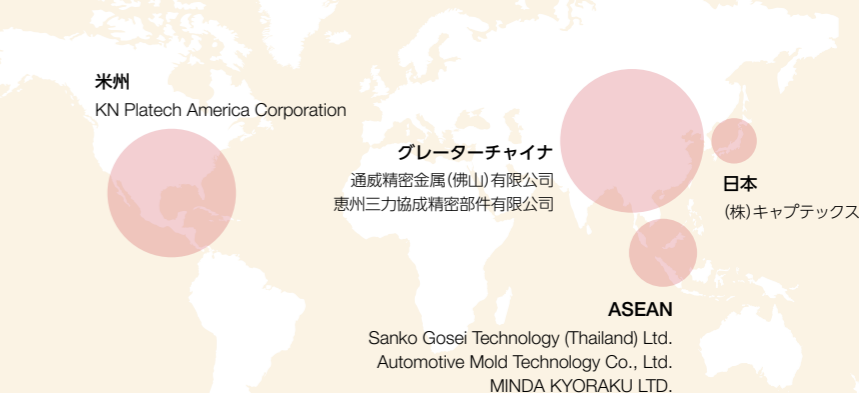 米州
KN Platech America Corporation
グレーターチャイナ
通威精密金属(佛山)有限公司
恵州三力協成精密部件有限公司
日本
(株)キャプテックス
ASEAN
Sanko Gosei Technology (Thailand) Ltd.
Automotive Mold Technology Co., Ltd.
MINDA KYORAKU LTD.